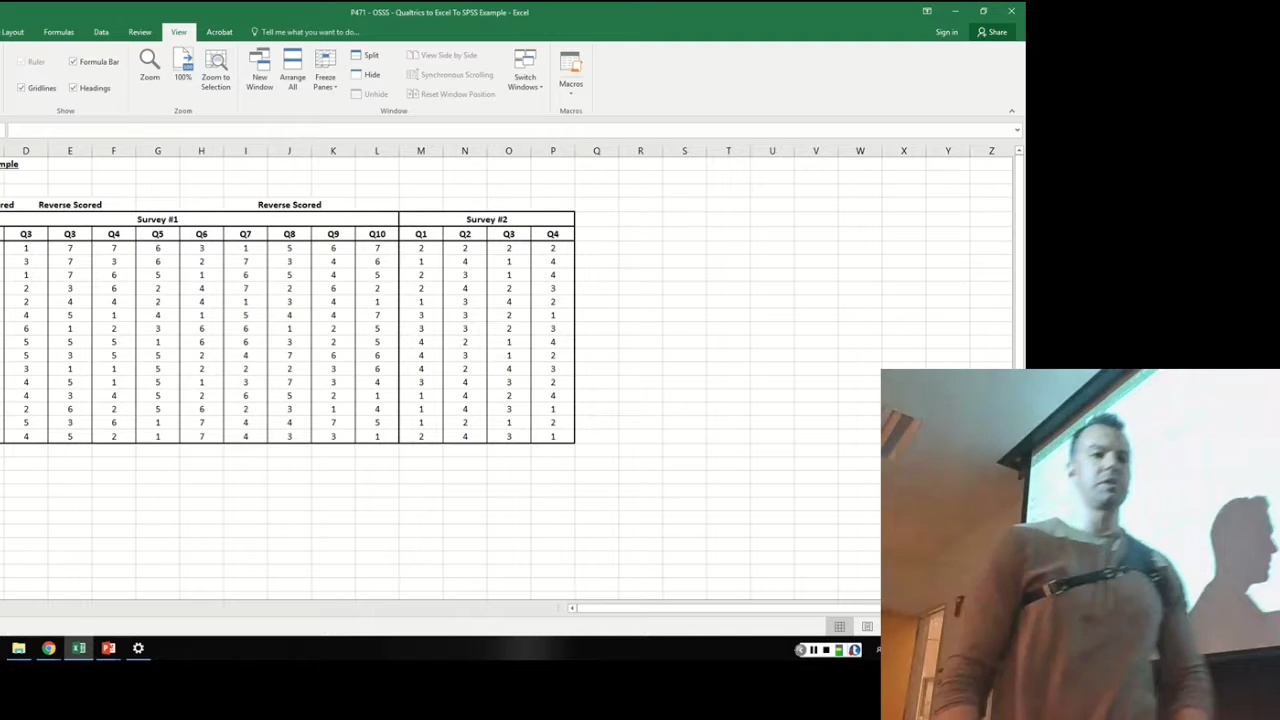 P471 - OSSS - Qualtrics to Excel To SPSS Example - Excel
Layout Formulas Data Review View Acrobat Tell me what you want to do... Sign in Share
Ruler Formula Bar Zoom 100% Zoom to Selection New Window Arrange All Freeze Panes Split View Side by Side Switch Windows Macros
Hide Synchronous Scrolling
Gridlines Headings Unhide Reset Window Position
Show Zoom Window Macros
D E F G H I J K L M N O P Q R S T U V W X Y Z
mple
red Reverse Scored Reverse Scored
Survey #1 Survey #2
Q3 Q3 Q4 Q5 Q6 Q7 Q8 Q9 Q10 Q1 Q2 Q3 Q4
1 7 7 6 3 1 5 6 7 2 2 2 2
3 7 3 6 2 7 3 4 6 1 4 1 4
1 7 6 5 1 6 5 4 5 2 3 1 4
2 3 6 2 4 7 2 6 2 2 4 2 3
2 4 4 2 4 1 3 4 1 1 3 4 2
4 5 1 4 1 5 4 4 7 3 3 2 1
6 1 2 3 6 6 1 2 5 3 3 2 3
5 5 5 1 6 6 3 2 5 4 2 1 4
5 3 5 5 2 4 7 6 6 4 3 1 2
3 1 1 5 2 2 2 3 6 4 2 4 3
4 5 1 5 1 3 7 3 4 3 4 3 2
4 3 4 5 2 6 5 2 1 1 4 2 4
2 6 2 5 6 2 3 1 4 1 4 3 1
5 3 6 1 7 4 4 7 5 1 2 1 2
4 5 2 1 7 4 3 3 1 2 4 3 1